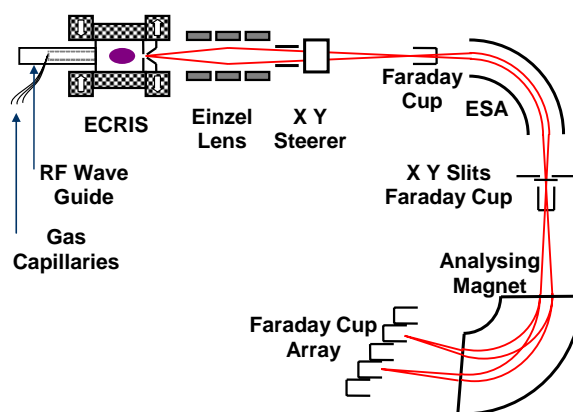 ECRIS
Einzel
Lens
X Y
Steerer
Faraday
Cup
ESA
RF Wave
Guide
Gas
Capillaries
X Y Slits
Faraday Cup
Analysing
Magnet
Faraday Cup
Array